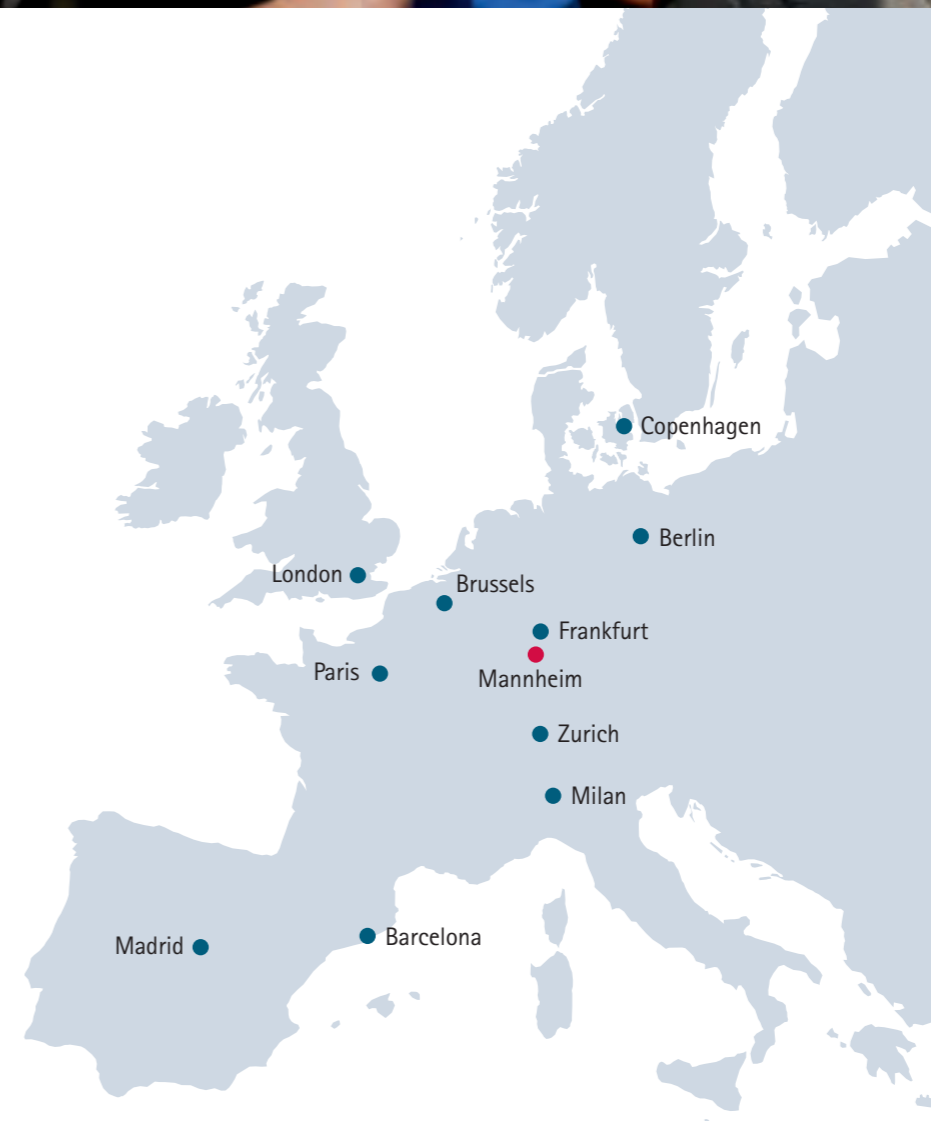 Copenhagen
Berlin
London
Brussels
Frankfurt
Paris
Mannheim
Zurich
Milan
Madrid
Barcelona